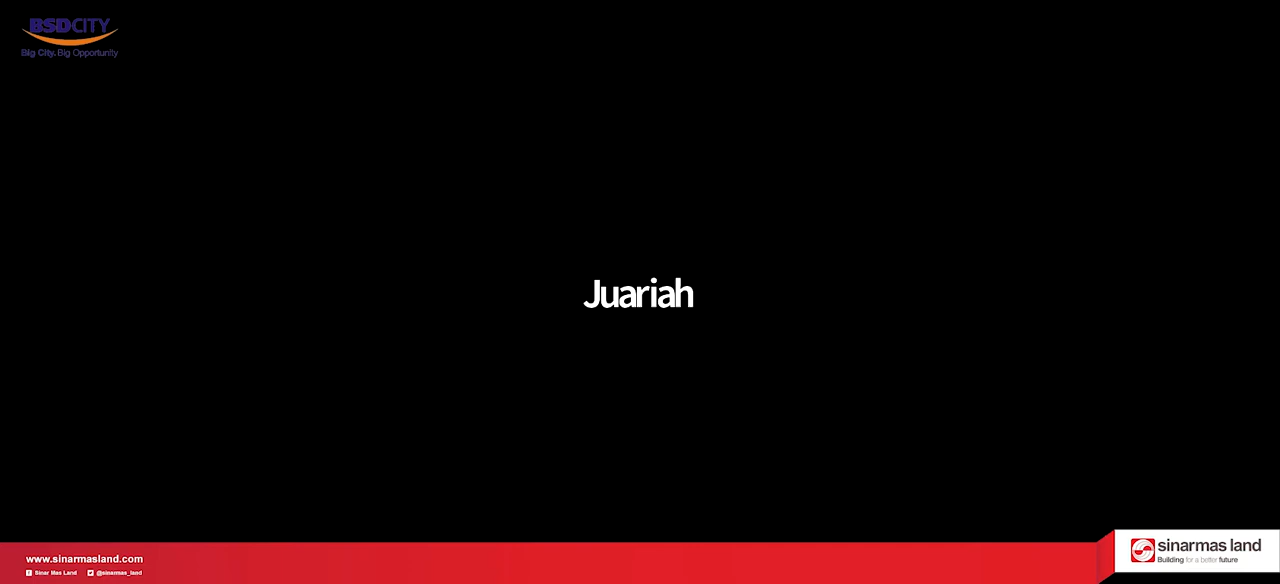 BSDCITY
Big City. Big Opportunity
Juariah
www.sinarmasland.com
Sinar Mas Land @sinarmas_land
sinarmas land
Building for a better future